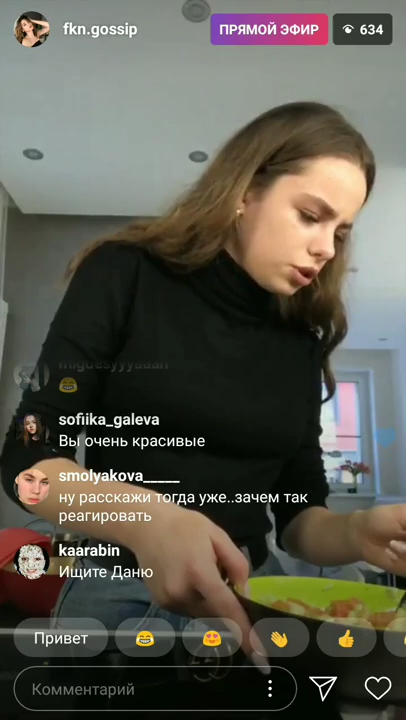 fkn.gossip
ПРЯМОЙ ЭФИР
634
😂
sofiika_galeva
Вы очень красивые
smolyakova_____
ну расскажи тогда уже..зачем так
реагировать
kaarabin
Ищите Даню
Привет 😂 😍 👋 👍
Комментарий